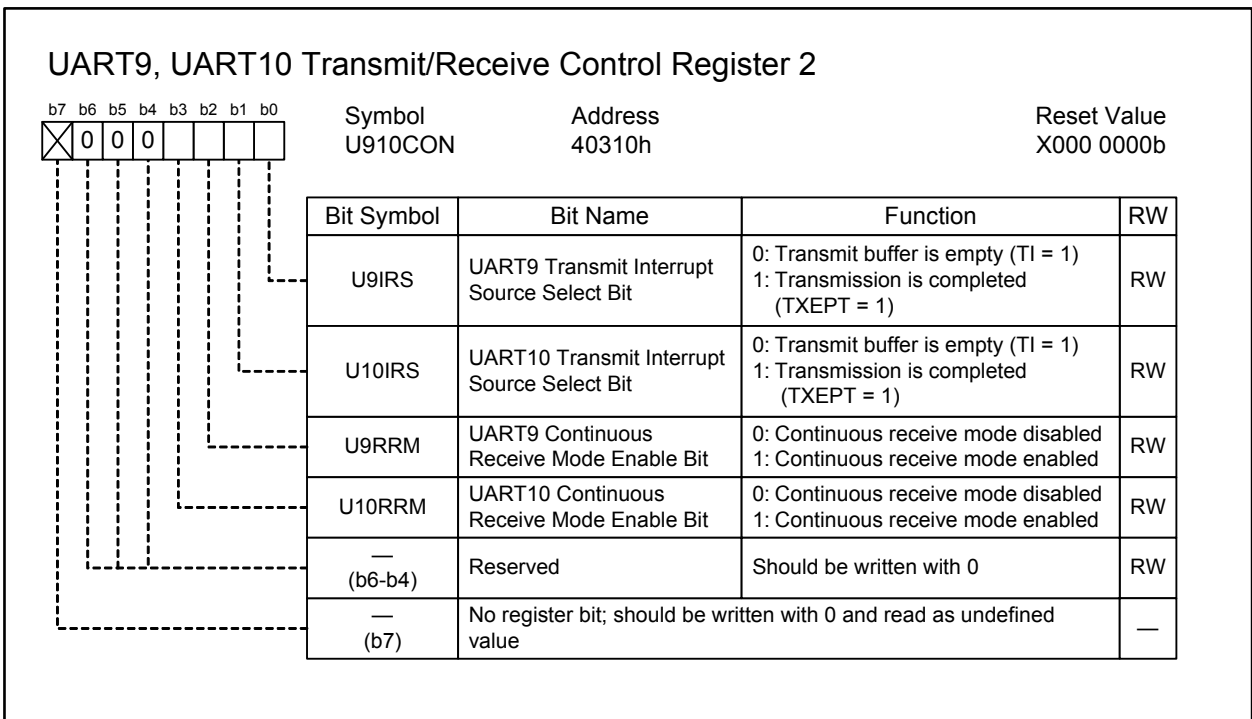 UART9, UART10 Transmit/Receive Control Register 2
b7 b6 b5 b4 b3 b2 b1 b0
0 0 0
Symbol Address Reset Value
U910CON 40310h X000 0000b
Bit Symbol Bit Name Function RW
U9IRS
UART9 Transmit Interrupt
Source Select Bit
0: Transmit buffer is empty (TI = 1)
1: Transmission is completed
(TXEPT = 1)
RW
U10IRS
UART10 Transmit Interrupt
Source Select Bit
0: Transmit buffer is empty (TI = 1)
1: Transmission is completed
(TXEPT = 1)
RW
U9RRM
UART9 Continuous
Receive Mode Enable Bit
0: Continuous receive mode disabled
1: Continuous receive mode enabled
RW
U10RRM
UART10 Continuous
Receive Mode Enable Bit
0: Continuous receive mode disabled
1: Continuous receive mode enabled
RW
—
(b6-b4)
Reserved
Should be written with 0
RW
—
(b7)
No register bit; should be written with 0 and read as undefined
value
—